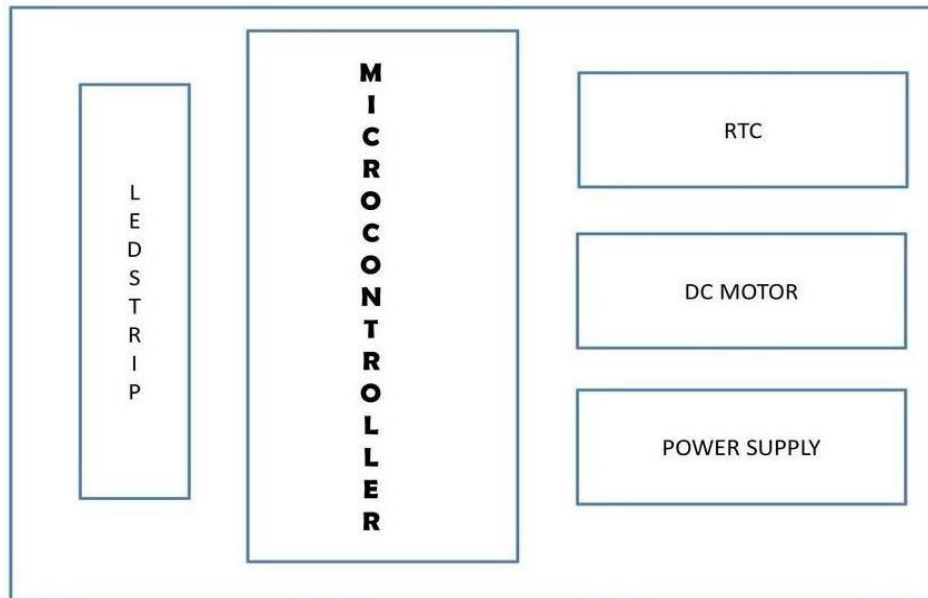 LEDSTRIP
MICROCONTROLLER
RTC
DC MOTOR
POWER SUPPLY